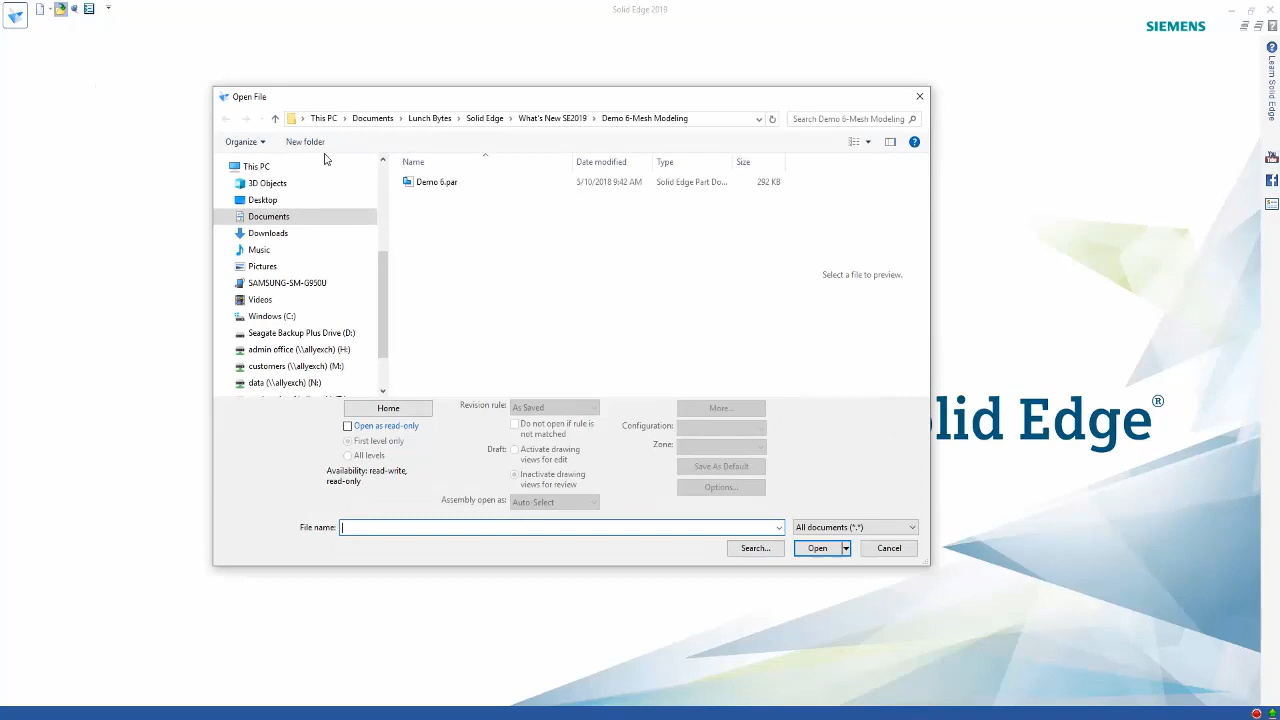 Solid Edge 2019
SIEMENS
Learn Solid Edge
Open File
This PC > Documents > Lunch Bytes > Solid Edge > What's New SE2019 > Demo 6-Mesh Modeling
Search Demo 6-Mesh Modeling
Organize
New folder
Name
Date modified
Type
Size
Demo 6.par
5/10/2018 9:42 AM
Solid Edge Part Do...
292 KB
This PC
3D Objects
Desktop
Documents
Downloads
Music
Pictures
SAMSUNG-SM-G950U
Videos
Windows (C:)
Seagate Backup Plus Drive (D:)
admin office (\\allyexch) (H:)
customers (\\allyexch) (M:)
data (\\allyexch) (N:)
Select a file to preview.
Home
Open as read-only
First level only
All levels
Availability: read-write,
read-only
Revision rule:
As Saved
Do not open if rule is
not matched
Draft:
Activate drawing
views for edit
Inactivate drawing
views for review
Assembly open as:
Auto-Select
More...
Configuration:
Zone:
Save As Default
Options...
File name:
All documents (*.*)
Search...
Open
Cancel
olid Edge®